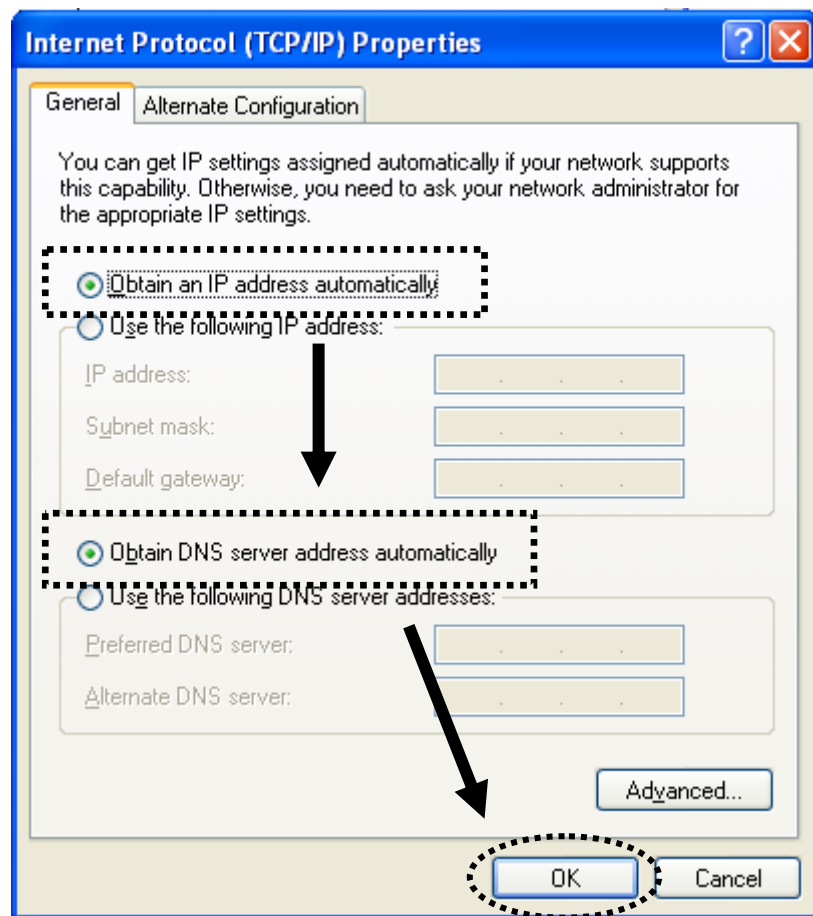 Internet Protocol (TCP/IP) Properties
General
Alternate Configuration
You can get IP settings assigned automatically if your network supports
this capability. Otherwise, you need to ask your network administrator for
the appropriate IP settings.
Obtain an IP address automatically
Use the following IP address:
IP address:
Subnet mask:
Default gateway:
Obtain DNS server address automatically
Use the following DNS server addresses:
Preferred DNS server:
Alternate DNS server:
Advanced...
OK
Cancel